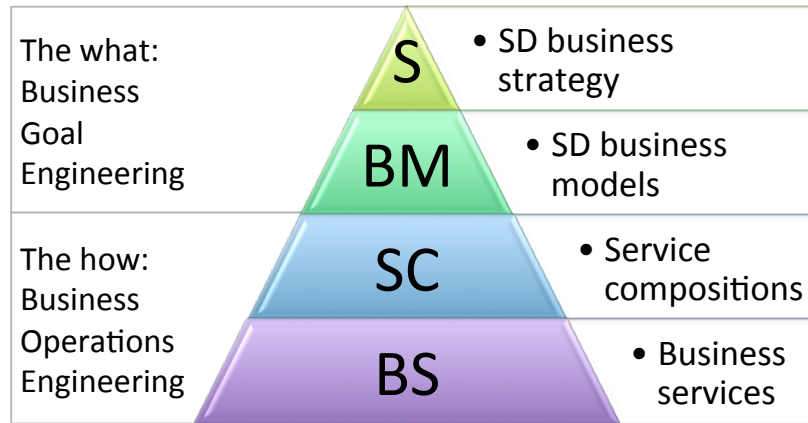 The what:
Business
Goal
Engineering
S
• SD business
strategy
BM
• SD business
models
The how:
Business
Operations
Engineering
SC
• Service
compositions
BS
• Business
services